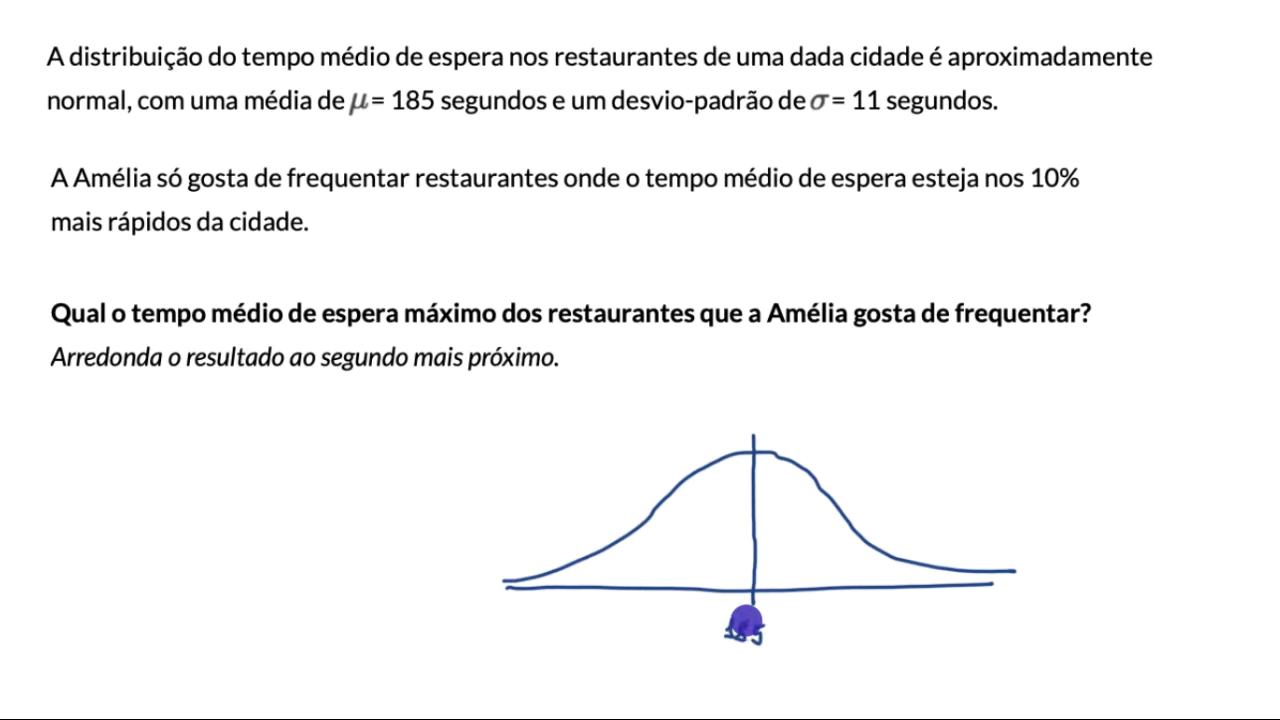 A distribuição do tempo médio de espera nos restaurantes de uma dada cidade é aproximadamente
normal, com uma média de μ = 185 segundos e um desvio-padrão de σ = 11 segundos.
A Amélia só gosta de frequentar restaurantes onde o tempo médio de espera esteja nos 10%
mais rápidos da cidade.
Qual o tempo médio de espera máximo dos restaurantes que a Amélia gosta de frequentar?
Arredonda o resultado ao segundo mais próximo.
185